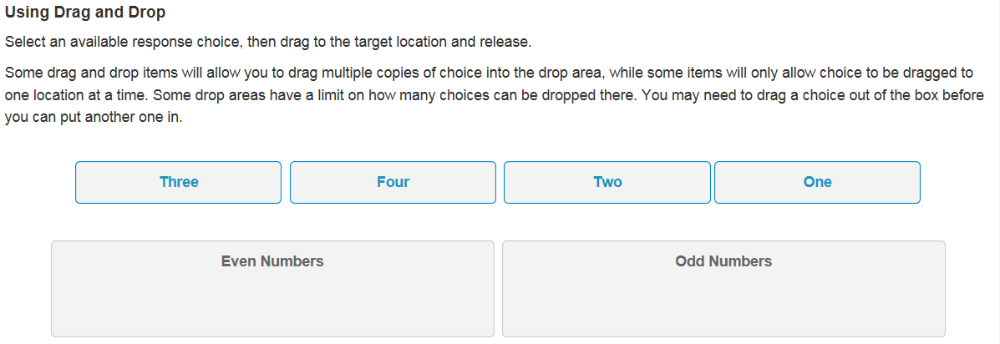 Using Drag and Drop
Select an available response choice, then drag to the target location and release.
Some drag and drop items will allow you to drag multiple copies of choice into the drop area, while some items will only allow choice to be dragged to
one location at a time. Some drop areas have a limit on how many choices can be dropped there. You may need to drag a choice out of the box before
you can put another one in.
Three Four Two One
Even Numbers Odd Numbers